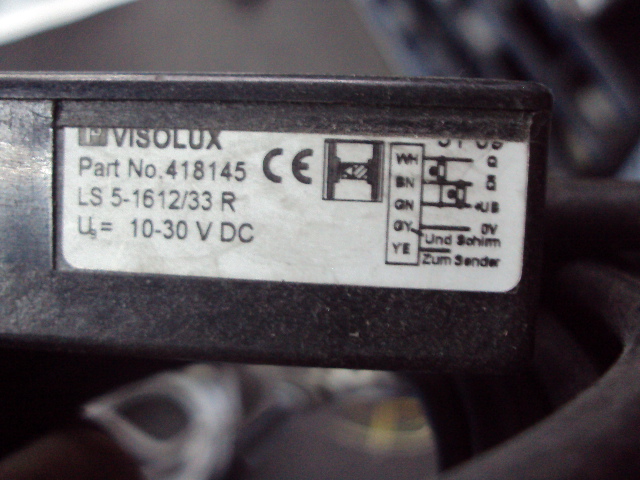 VISOLUX
Part No. 418145
LS 5-1612/33 R
= 10-30 V DC
CE
WH Q
BN Q
GN +UB
GY 0V
Und Schirm
YE Zum Sender